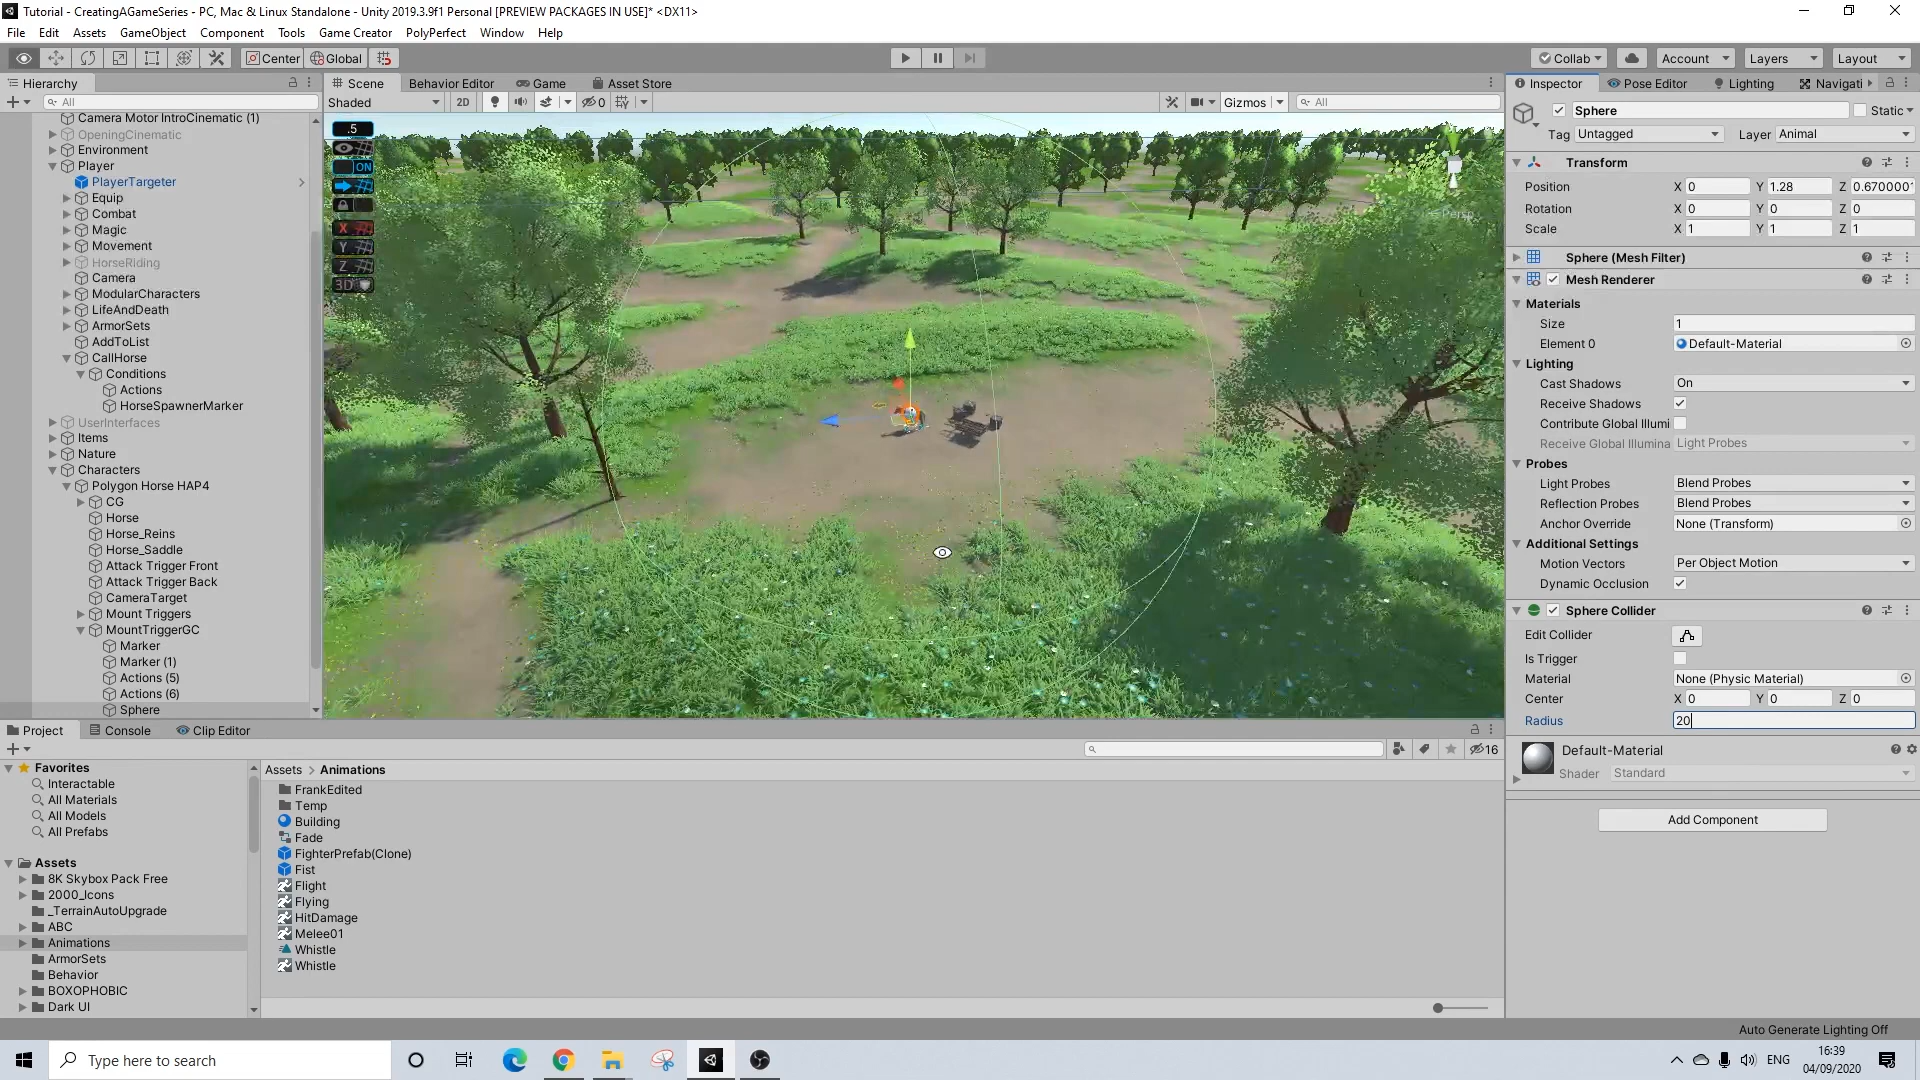 Tutorial - CreatingAGameSeries - PC, Mac & Linux Standalone - Unity 2019.3.9f1 Personal [PREVIEW PACKAGES IN USE]* <DX11>
File Edit Assets GameObject Component Tools Game Creator PolyPerfect Window Help
Center Global Collab Account Layers Layout
Hierarchy Scene Behavior Editor Game Asset Store Inspector Pose Editor Lighting Navigati
All Shaded 2D 0 Gizmos All
Camera Motor IntroCinematic (1)
OpeningCinematic
Environment
Player
PlayerTargeter
Equip
Combat
Magic
Movement
HorseRiding
Camera
ModularCharacters
LifeAndDeath
ArmorSets
AddToList
CallHorse
Conditions
Actions
HorseSpawnerMarker
UserInterfaces
Items
Nature
Characters
Polygon Horse HAP4
CG
Horse
Horse_Reins
Horse_Saddle
Attack Trigger Front
Attack Trigger Back
CameraTarget
Mount Triggers
MountTriggerGC
Marker
Marker (1)
Actions (5)
Actions (6)
Sphere
.5
ON
X
Y
Z
3D
Persp
Sphere Static
Tag Untagged Layer Animal
Transform
Position X 0 Y 1.28 Z 0.6700001
Rotation X 0 Y 0 Z 0
Scale X 1 Y 1 Z 1
Sphere (Mesh Filter)
Mesh Renderer
Materials
Size 1
Element 0 Default-Material
Lighting
Cast Shadows On
Receive Shadows
Contribute Global Illumi
Receive Global Illumina Light Probes
Probes
Light Probes Blend Probes
Reflection Probes Blend Probes
Anchor Override None (Transform)
Additional Settings
Motion Vectors Per Object Motion
Dynamic Occlusion
Sphere Collider
Edit Collider
Is Trigger
Material None (Physic Material)
Center X 0 Y 0 Z 0
Radius 20
Default-Material
Shader Standard
Add Component
Project Console Clip Editor
16
Favorites
Interactable
All Materials
All Models
All Prefabs
Assets
8K Skybox Pack Free
2000_Icons
_TerrainAutoUpgrade
ABC
Animations
ArmorSets
Behavior
BOXOPHOBIC
Dark UI
Assets > Animations
FrankEdited
Temp
Building
Fade
FighterPrefab(Clone)
Fist
Flight
Flying
HitDamage
Melee01
Whistle
Whistle
Auto Generate Lighting Off
Type here to search
ENG
16:39
04/09/2020